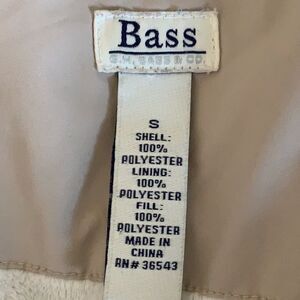 Bass
G.H. BASS & CO.
S
SHELL:
100%
POLYESTER
LINING:
100%
POLYESTER
FILL:
100%
POLYESTER
MADE IN
CHINA
RN# 36543